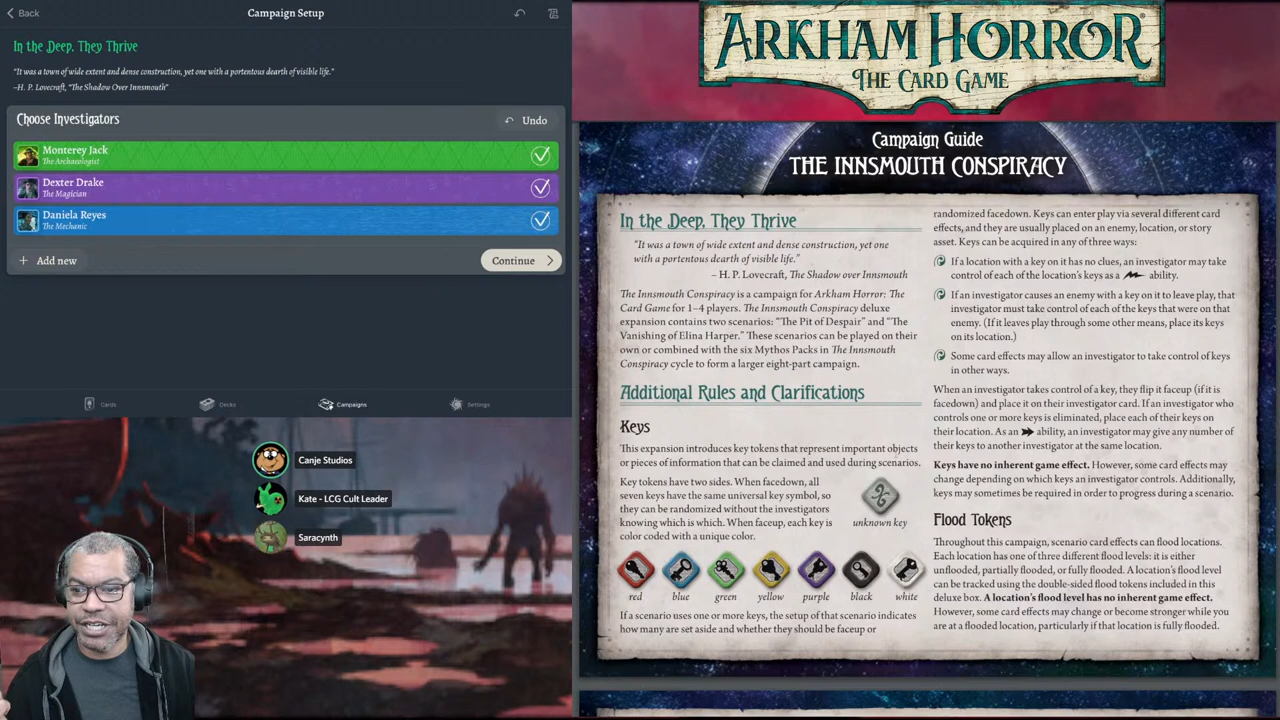 Back
Campaign Setup
In the Deep, They Thrive
"It was a town of wide extent and dense construction, yet one with a portentous dearth of visible life."
–H. P. Lovecraft, "The Shadow Over Innsmouth"
Choose Investigators
Undo
Monterey Jack
The Archaeologist
Dexter Drake
The Magician
Daniela Reyes
The Mechanic
Add new
Continue
Cards
Decks
Campaigns
Settings
Canje Studios
Kate - LCG Cult Leader
Saracynth
ARKHAM HORROR
THE CARD GAME
Campaign Guide
THE INNSMOUTH CONSPIRACY
In the Deep, They Thrive
"It was a town of wide extent and dense construction, yet one
with a portentous dearth of visible life."
– H. P. Lovecraft, The Shadow over Innsmouth
The Innsmouth Conspiracy is a campaign for Arkham Horror: The
Card Game for 1–4 players. The Innsmouth Conspiracy deluxe
expansion contains two scenarios: "The Pit of Despair" and "The
Vanishing of Elina Harper." These scenarios can be played on their
own or combined with the six Mythos Packs in The Innsmouth
Conspiracy cycle to form a larger eight-part campaign.
Additional Rules and Clarifications
Keys
This expansion introduces key tokens that represent important objects
or pieces of information that can be claimed and used during scenarios.
Key tokens have two sides. When facedown, all
seven keys have the same universal key symbol, so
they can be randomized without the investigators
knowing which is which. When faceup, each key is
color coded with a unique color.
unknown key
red blue green yellow purple black white
If a scenario uses one or more keys, the setup of that scenario indicates
how many are set aside and whether they should be faceup or
randomized facedown. Keys can enter play via several different card
effects, and they are usually placed on an enemy, location, or story
asset. Keys can be acquired in any of three ways:
If a location with a key on it has no clues, an investigator may take
control of each of the location's keys as a ability.
If an investigator causes an enemy with a key on it to leave play, that
investigator must take control of each of the keys that were on that
enemy. (If it leaves play through some other means, place its keys
on its location.)
Some card effects may allow an investigator to take control of keys
in other ways.
When an investigator takes control of a key, they flip it faceup (if it is
facedown) and place it on their investigator card. If an investigator who
controls one or more keys is eliminated, place each of their keys on
their location. As an ability, an investigator may give any number of
their keys to another investigator at the same location.
Keys have no inherent game effect. However, some card effects may
change depending on which keys an investigator controls. Additionally,
keys may sometimes be required in order to progress during a scenario.
Flood Tokens
Throughout this campaign, scenario card effects can flood locations.
Each location has one of three different flood levels: it is either
unflooded, partially flooded, or fully flooded. A location's flood level
can be tracked using the double-sided flood tokens included in this
deluxe box. A location's flood level has no inherent game effect.
However, some card effects may change or become stronger while you
are at a flooded location, particularly if that location is fully flooded.